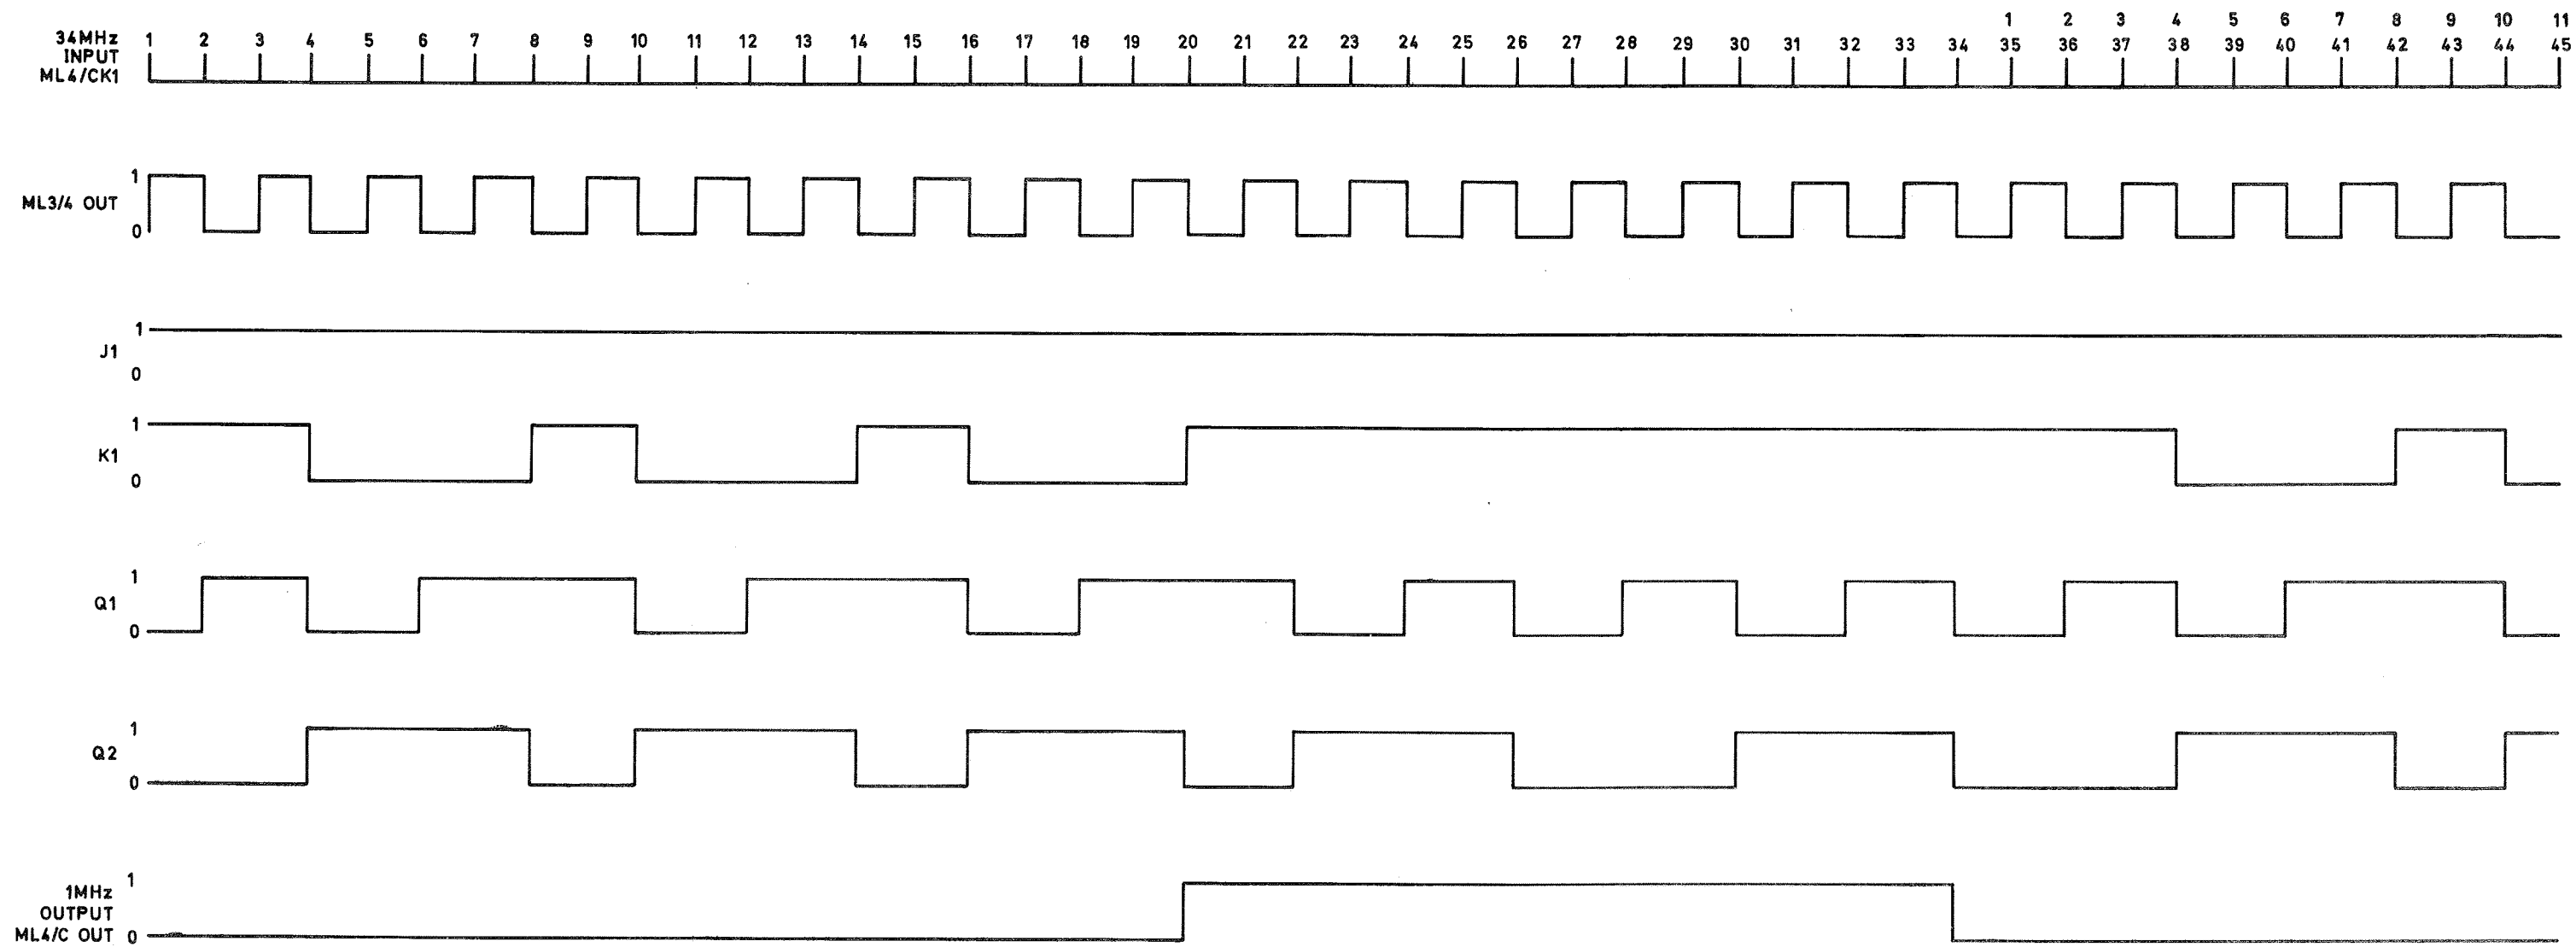 1 2 3 4 5 6 7 8 9 10 11
34MHz 1 2 3 4 5 6 7 8 9 10 11 12 13 14 15 16 17 18 19 20 21 22 23 24 25 26 27 28 29 30 31 32 33 34 35 36 37 38 39 40 41 42 43 44 45
INPUT
ML4/CK1
1
ML3/4 OUT
0
1
J1
0
1
K1
0
1
Q1
0
1
Q2
0
1
1MHz
OUTPUT
ML4/C OUT 0